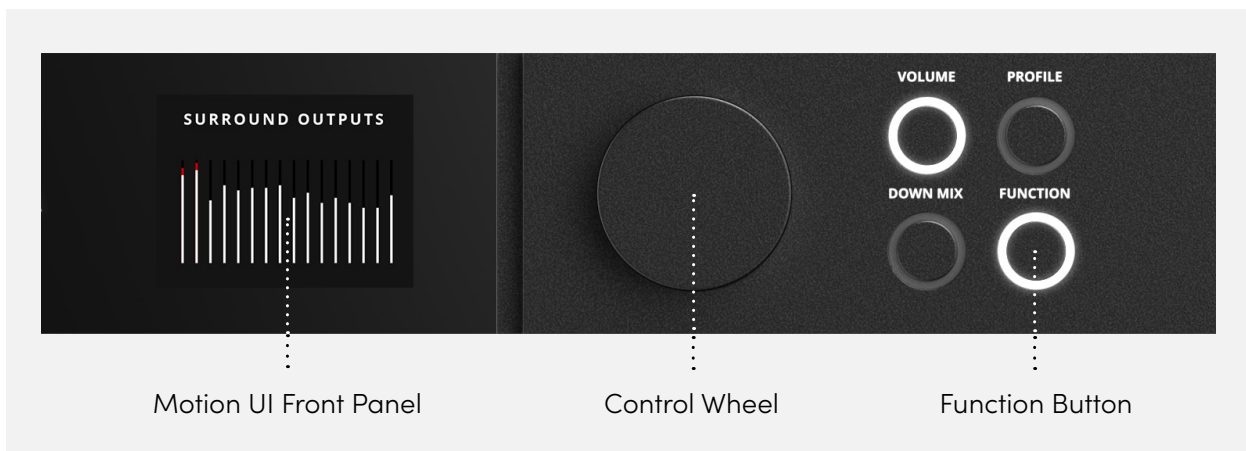 SURROUND OUTPUTS
VOLUME PROFILE
DOWN MIX FUNCTION
Motion UI Front Panel Control Wheel Function Button